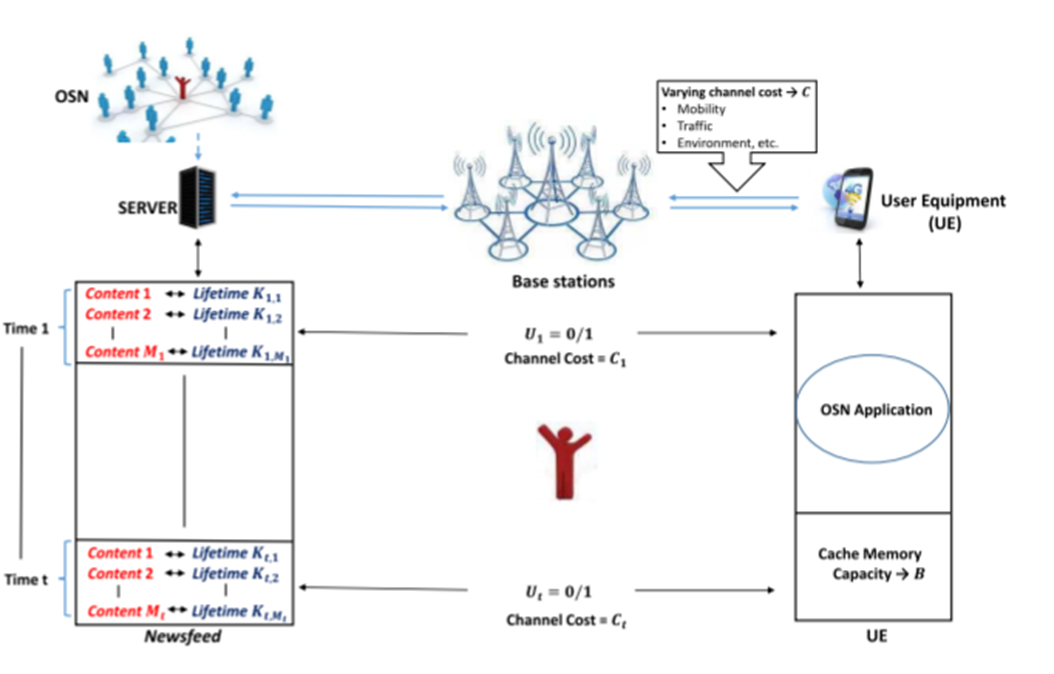 OSN
Varying channel cost → C
• Mobility
• Traffic
• Environment, etc.
SERVER
4G
User Equipment
(UE)
Base stations
Time 1
Content 1 ↔ Lifetime K₁,₁
Content 2 ↔ Lifetime K₁,₂
Content M₁ ↔ Lifetime K₁,M₁
U₁ = 0/1
Channel Cost = C₁
OSN Application
Time t
Content 1 ↔ Lifetime Kₜ,₁
Content 2 ↔ Lifetime Kₜ,₂
Content Mₜ ↔ Lifetime Kₜ,Mₜ
Newsfeed
Uₜ = 0/1
Channel Cost = Cₜ
Cache Memory
Capacity → B
UE